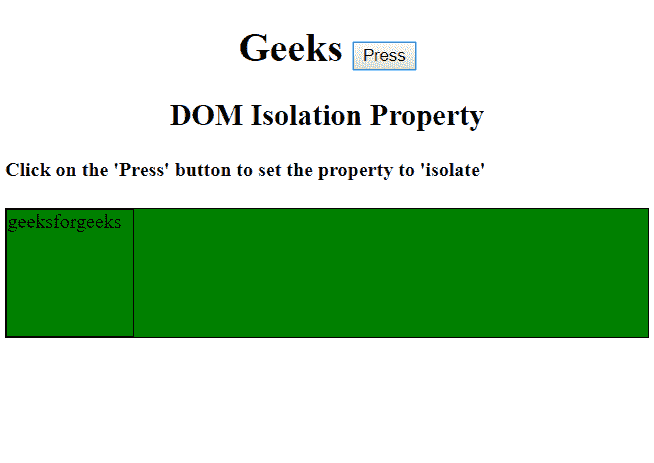 Geeks Press
DOM Isolation Property
Click on the 'Press' button to set the property to 'isolate'
geeksforgeeks